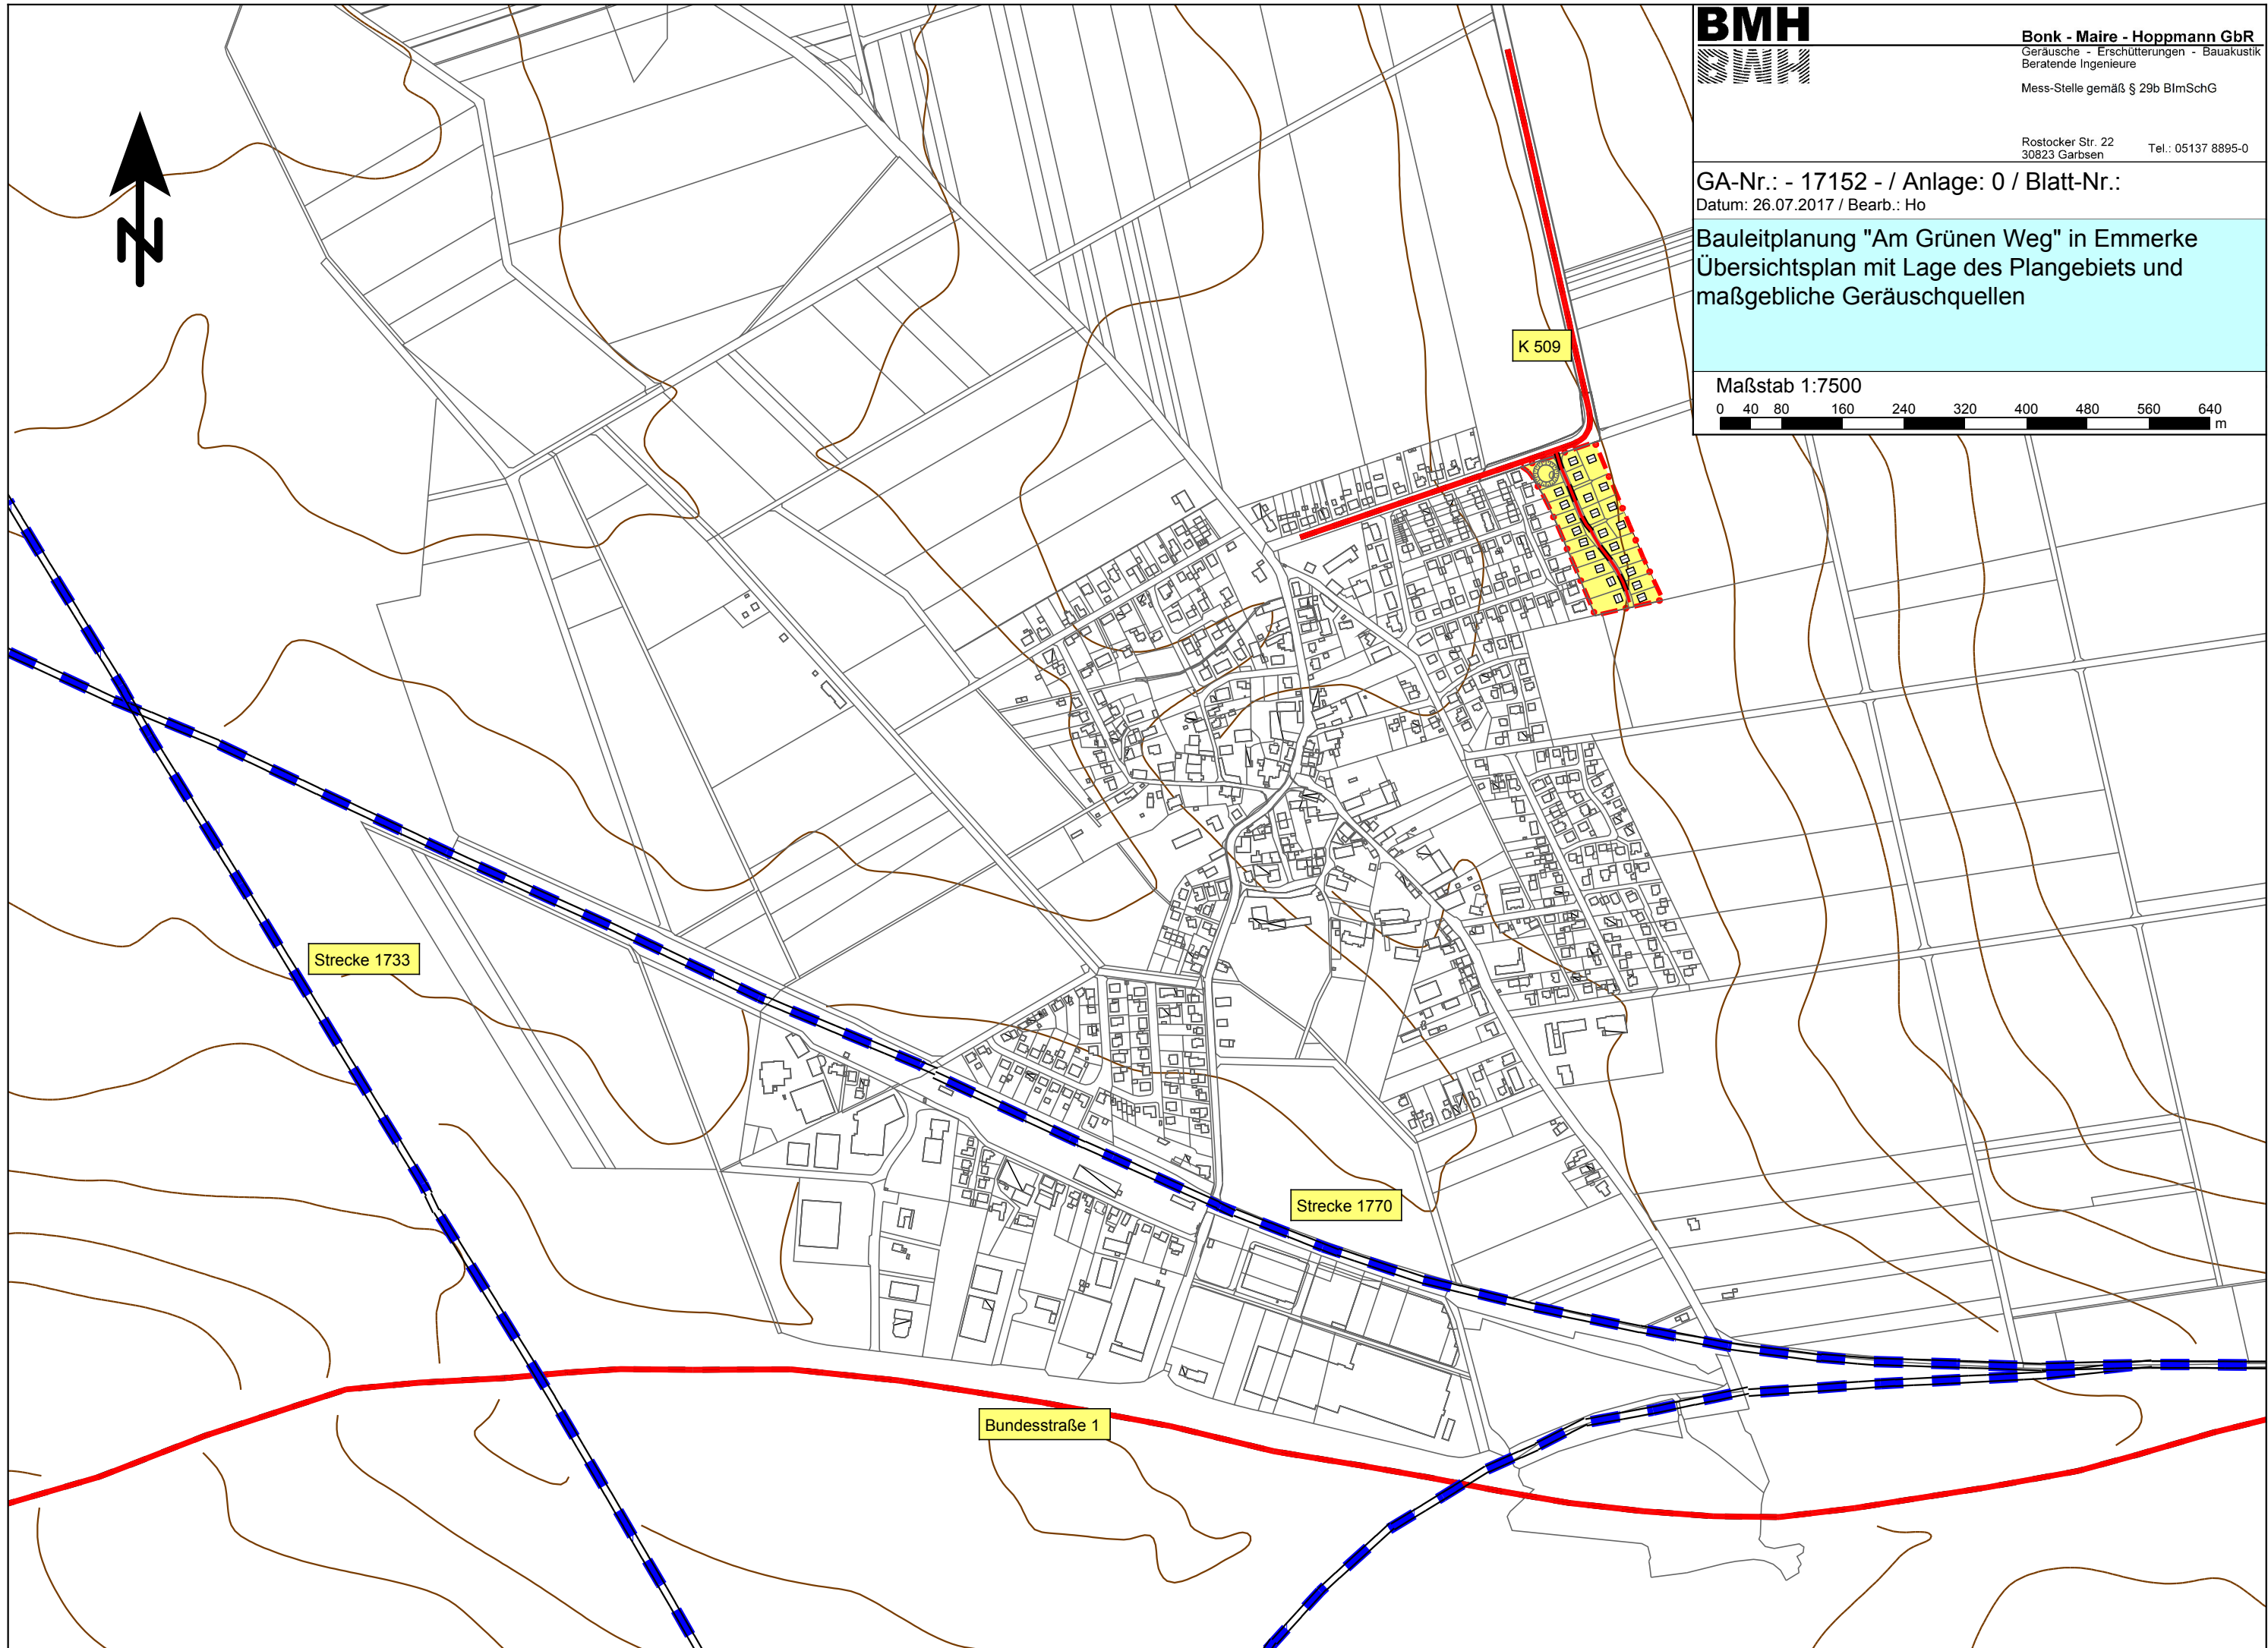 BMH
Bonk - Maire - Hoppmann GbR
Geräusche - Erschütterungen - Bauakustik
Beratende Ingenieure
Mess-Stelle gemäß § 29b BImSchG
Rostocker Str. 22
30823 Garbsen Tel.: 05137 8895-0
GA-Nr.: - 17152 - / Anlage: 0 / Blatt-Nr.:
Datum: 26.07.2017 / Bearb.: Ho
Bauleitplanung "Am Grünen Weg" in Emmerke
Übersichtsplan mit Lage des Plangebiets und
maßgebliche Geräuschquellen
Maßstab 1:7500
0 40 80 160 240 320 400 480 560 640
m
N
K 509
Strecke 1733
Strecke 1770
Bundesstraße 1